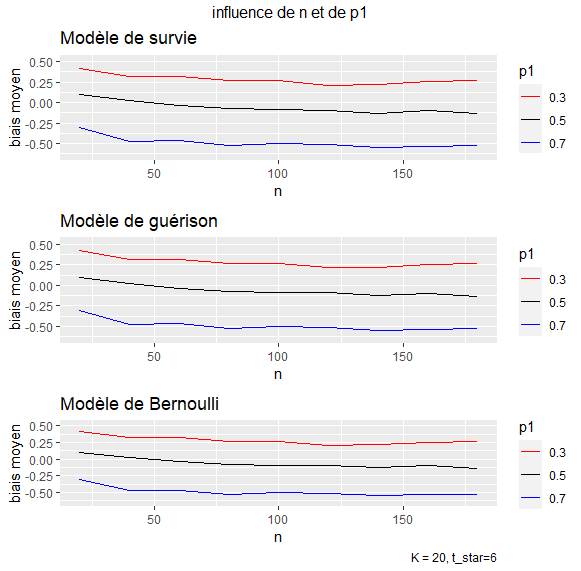 influence de n et de p1
Modèle de survie
biais moyen
0.50
0.25
0.00
-0.25
-0.50
50 100 150
n
p1
0.3
0.5
0.7
Modèle de guérison
biais moyen
0.50
0.25
0.00
-0.25
-0.50
50 100 150
n
p1
0.3
0.5
0.7
Modèle de Bernoulli
biais moyen
0.50
0.25
0.00
-0.25
-0.50
50 100 150
n
p1
0.3
0.5
0.7
K = 20, t_star=6